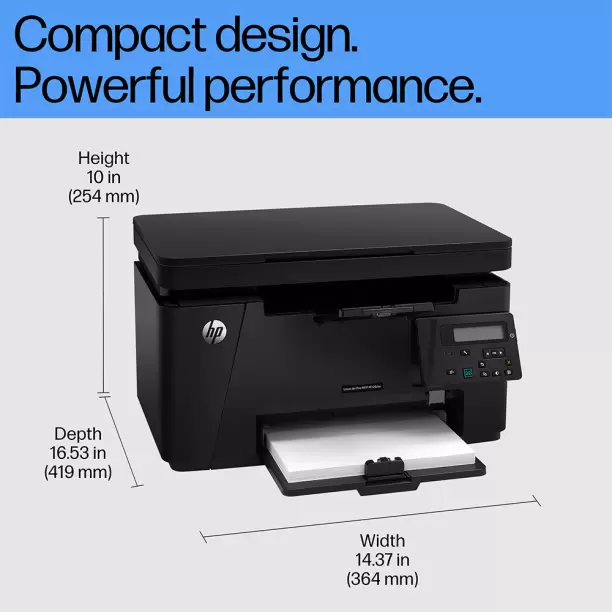 Compact design.
Powerful performance.
Height
10 in
(254 mm)
hp
Depth
16.53 in
(419 mm)
Width
14.37 in
(364 mm)